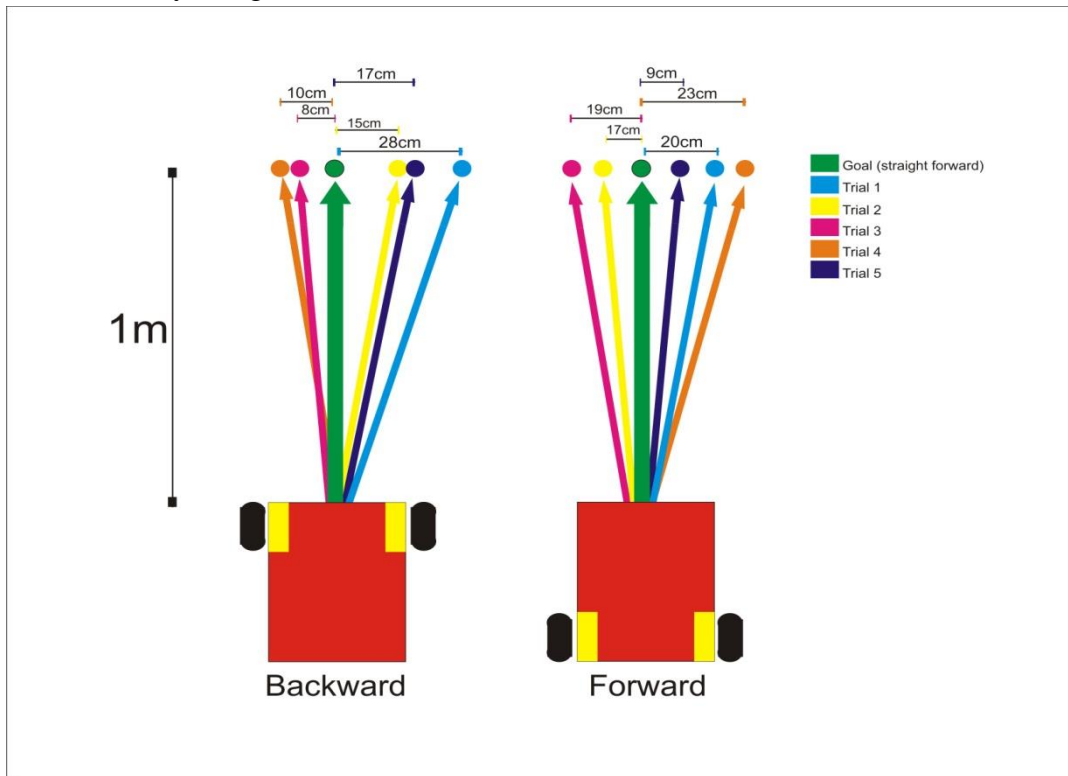 17cm
10cm
8cm
15cm
28cm
9cm
23cm
19cm
17cm
20cm
Goal (straight forward)
Trial 1
Trial 2
Trial 3
Trial 4
Trial 5
1m
Backward
Forward